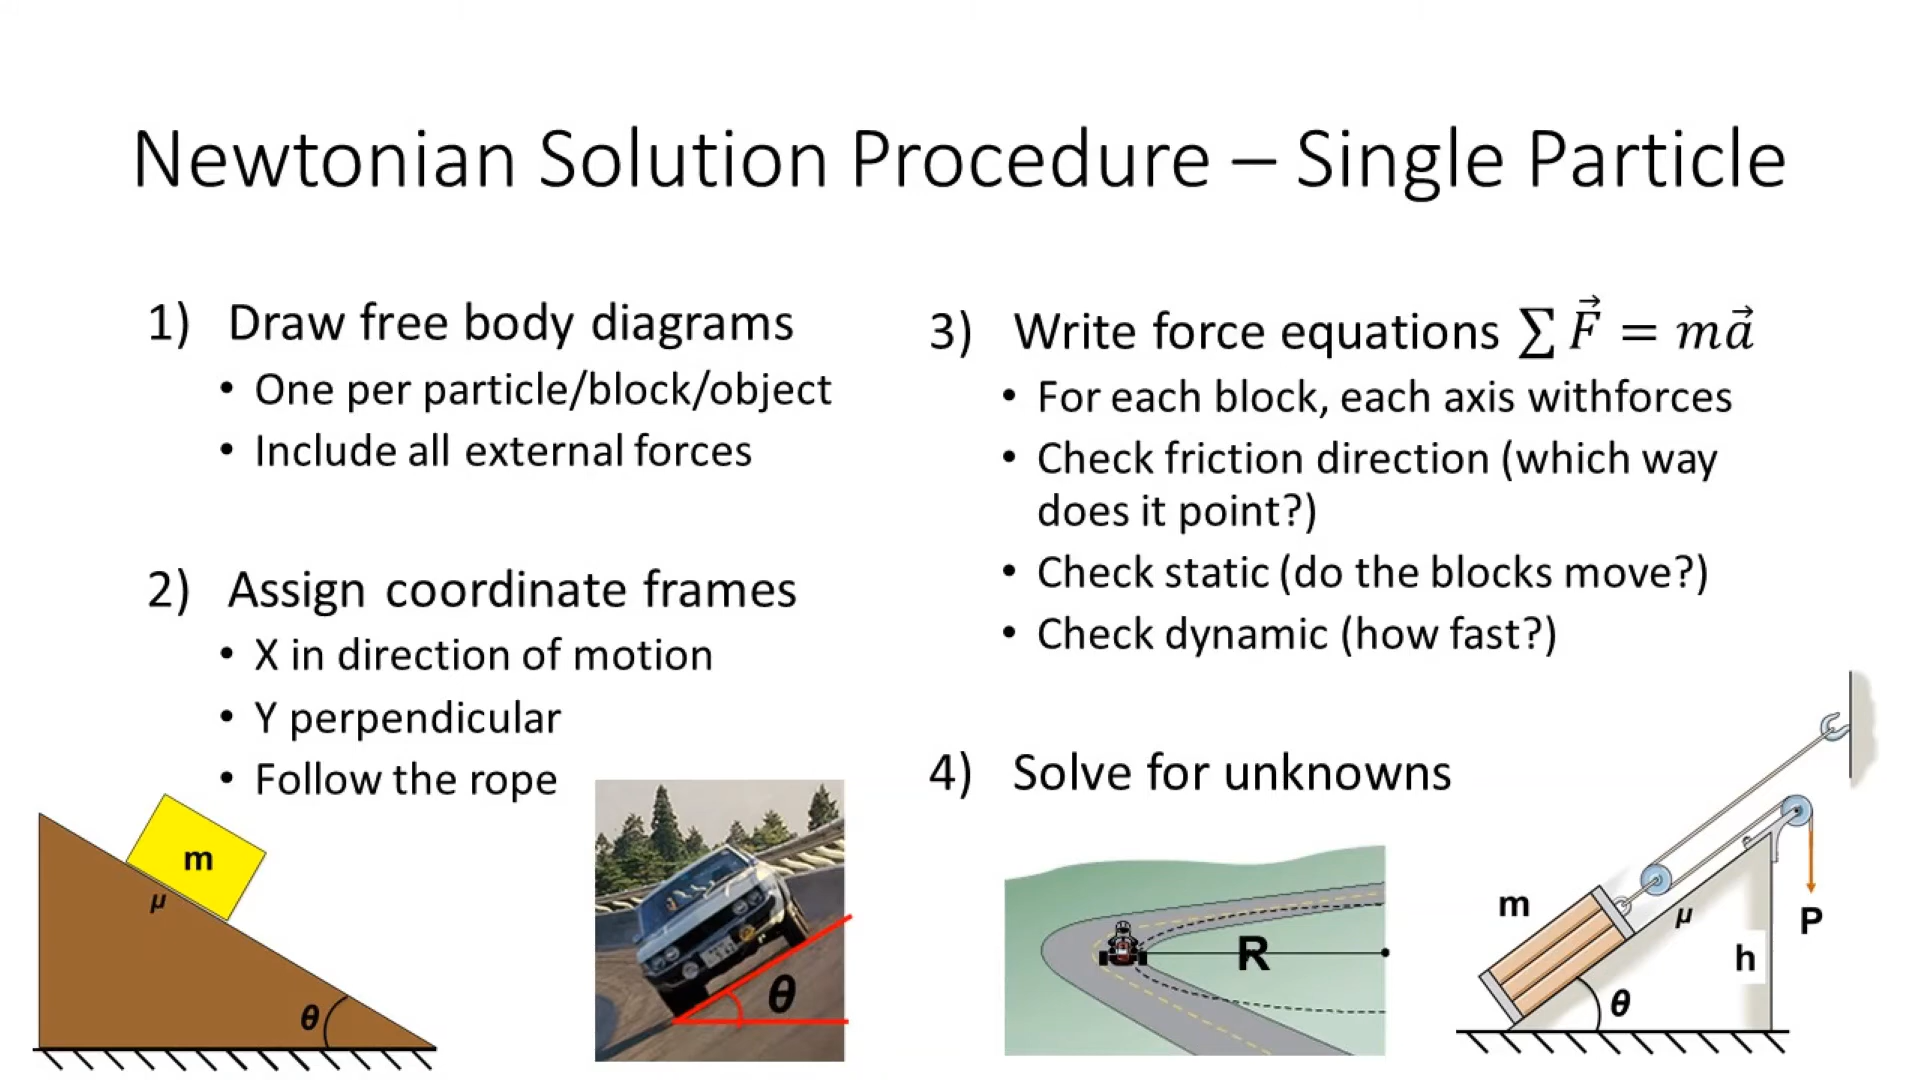 Newtonian Solution Procedure – Single Particle
1) Draw free body diagrams
• One per particle/block/object
• Include all external forces
2) Assign coordinate frames
• X in direction of motion
• Y perpendicular
• Follow the rope
3) Write force equations ∑ F⃗ = ma⃗
• For each block, each axis withforces
• Check friction direction (which way
does it point?)
• Check static (do the blocks move?)
• Check dynamic (how fast?)
4) Solve for unknowns
m
μ
θ
θ
R
m
μ
P
h
θ